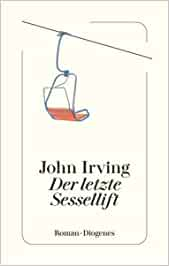 John Irving
Der letzte
Sessellift
Roman · Diogenes